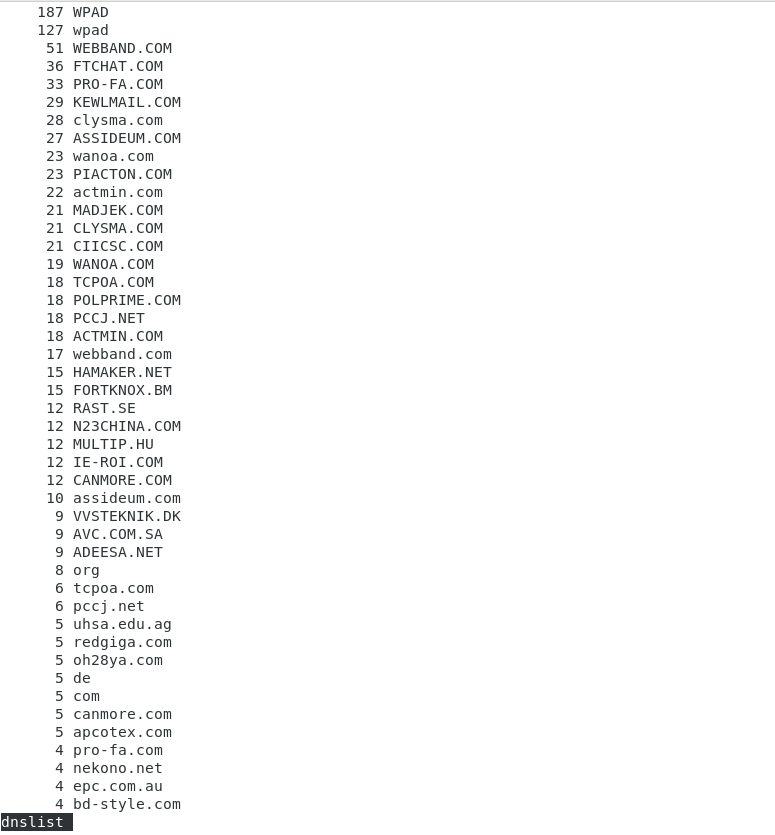 187 WPAD
127 wpad
51 WEBBAND.COM
36 FTCHAT.COM
33 PRO-FA.COM
29 KEWLMAIL.COM
28 clysma.com
27 ASSIDEUM.COM
23 wanoa.com
23 PIACTON.COM
22 actmin.com
21 MADJEK.COM
21 CLYSMA.COM
21 CIICSC.COM
19 WANOA.COM
18 TCPOA.COM
18 POLPRIME.COM
18 PCCJ.NET
18 ACTMIN.COM
17 webband.com
15 HAMAKER.NET
15 FORTKNOX.BM
12 RAST.SE
12 N23CHINA.COM
12 MULTIP.HU
12 IE-ROI.COM
12 CANMORE.COM
10 assideum.com
9 VVSTEKNIK.DK
9 AVC.COM.SA
9 ADEESA.NET
8 org
6 tcpoa.com
6 pccj.net
5 uhsa.edu.ag
5 redgiga.com
5 oh28ya.com
5 de
5 com
5 canmore.com
5 apcotex.com
4 pro-fa.com
4 nekono.net
4 epc.com.au
4 bd-style.com
dnslist